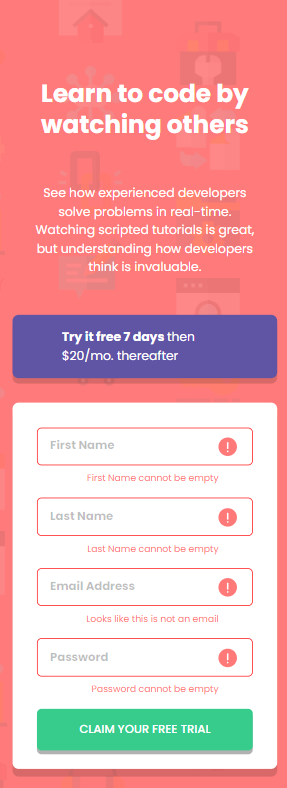 Learn to code by
watching others
See how experienced developers
solve problems in real-time.
Watching scripted tutorials is great,
but understanding how developers
think is invaluable.
Try it free 7 days then
$20/mo. thereafter
First Name
First Name cannot be empty
Last Name
Last Name cannot be empty
Email Address
Looks like this is not an email
Password
Password cannot be empty
CLAIM YOUR FREE TRIAL